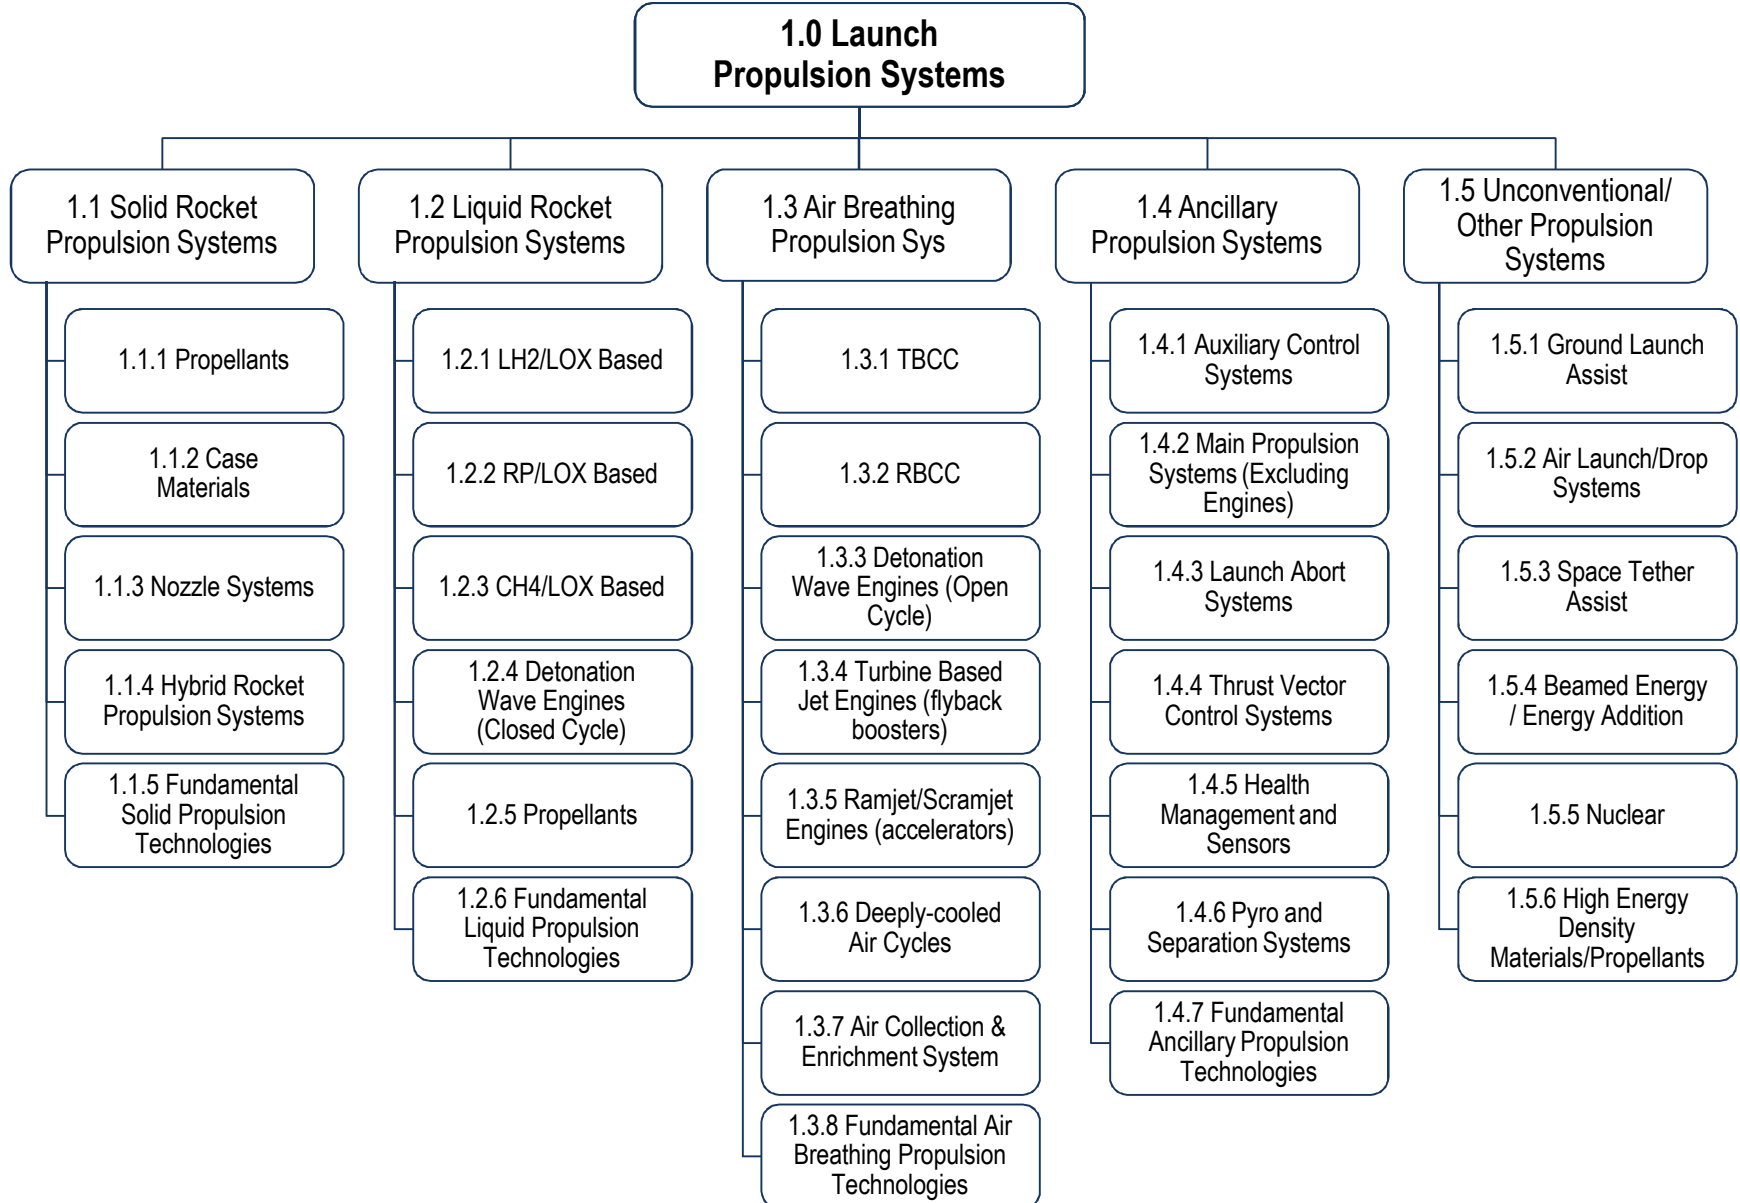 1.0 Launch
Propulsion Systems
1.1 Solid Rocket
Propulsion Systems
1.1.1 Propellants
1.1.2 Case
Materials
1.1.3 Nozzle Systems
1.1.4 Hybrid Rocket
Propulsion Systems
1.1.5 Fundamental
Solid Propulsion
Technologies
1.2 Liquid Rocket
Propulsion Systems
1.2.1 LH2/LOX Based
1.2.2 RP/LOX Based
1.2.3 CH4/LOX Based
1.2.4 Detonation
Wave Engines
(Closed Cycle)
1.2.5 Propellants
1.2.6 Fundamental
Liquid Propulsion
Technologies
1.3 Air Breathing
Propulsion Sys
1.3.1 TBCC
1.3.2 RBCC
1.3.3 Detonation
Wave Engines (Open
Cycle)
1.3.4 Turbine Based
Jet Engines (flyback
boosters)
1.3.5 Ramjet/Scramjet
Engines (accelerators)
1.3.6 Deeply-cooled
Air Cycles
1.3.7 Air Collection &
Enrichment System
1.3.8 Fundamental Air
Breathing Propulsion
Technologies
1.4 Ancillary
Propulsion Systems
1.4.1 Auxiliary Control
Systems
1.4.2 Main Propulsion
Systems (Excluding
Engines)
1.4.3 Launch Abort
Systems
1.4.4 Thrust Vector
Control Systems
1.4.5 Health
Management and
Sensors
1.4.6 Pyro and
Separation Systems
1.4.7 Fundamental
Ancillary Propulsion
Technologies
1.5 Unconventional/
Other Propulsion
Systems
1.5.1 Ground Launch
Assist
1.5.2 Air Launch/Drop
Systems
1.5.3 Space Tether
Assist
1.5.4 Beamed Energy
/ Energy Addition
1.5.5 Nuclear
1.5.6 High Energy
Density
Materials/Propellants